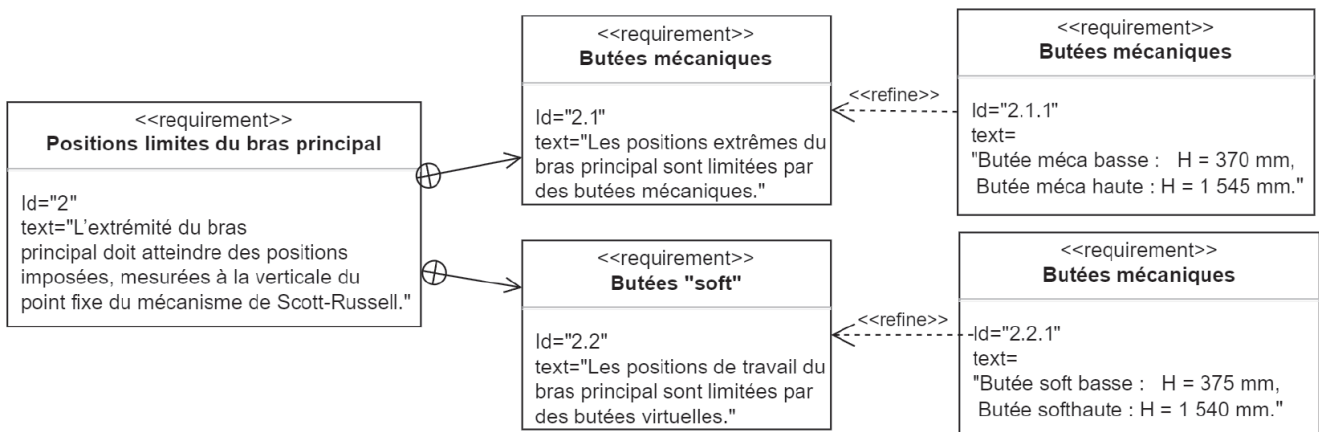 <<requirement>>
Positions limites du bras principal
Id="2"
text="L'extrémité du bras
principal doit atteindre des positions
imposées, mesurées à la verticale du
point fixe du mécanisme de Scott-Russell."
<<requirement>>
Butées mécaniques
Id="2.1"
text="Les positions extrêmes du
bras principal sont limitées par
des butées mécaniques."
<<refine>>
<<requirement>>
Butées mécaniques
Id="2.1.1"
text=
"Butée méca basse : H = 370 mm,
Butée méca haute : H = 1 545 mm."
<<requirement>>
Butées "soft"
Id="2.2"
text="Les positions de travail du
bras principal sont limitées par
des butées virtuelles."
<<refine>>
<<requirement>>
Butées mécaniques
Id="2.2.1"
text=
"Butée soft basse : H = 375 mm,
Butée softhaute : H = 1 540 mm."